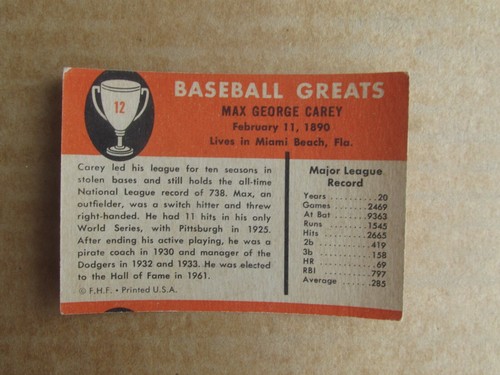 12
BASEBALL GREATS
MAX GEORGE CAREY
February 11, 1890
Lives in Miami Beach, Fla.
Carey led his league for ten seasons in
stolen bases and still holds the all-time
National League record of 738. Max, an
outfielder, was a switch hitter and threw
right-handed. He had 11 hits in his only
World Series, with Pittsburgh in 1925.
After ending his active playing, he was a
pirate coach in 1930 and manager of the
Dodgers in 1932 and 1933. He was elected
to the Hall of Fame in 1961.
© F.H.F. • Printed U.S.A.
Major League
Record
Years ..........20
Games ........2469
At Bat ........9363
Runs ..........1545
Hits ..........2665
2b ............419
3b ............158
HR ............69
RBI ............797
Average ......285